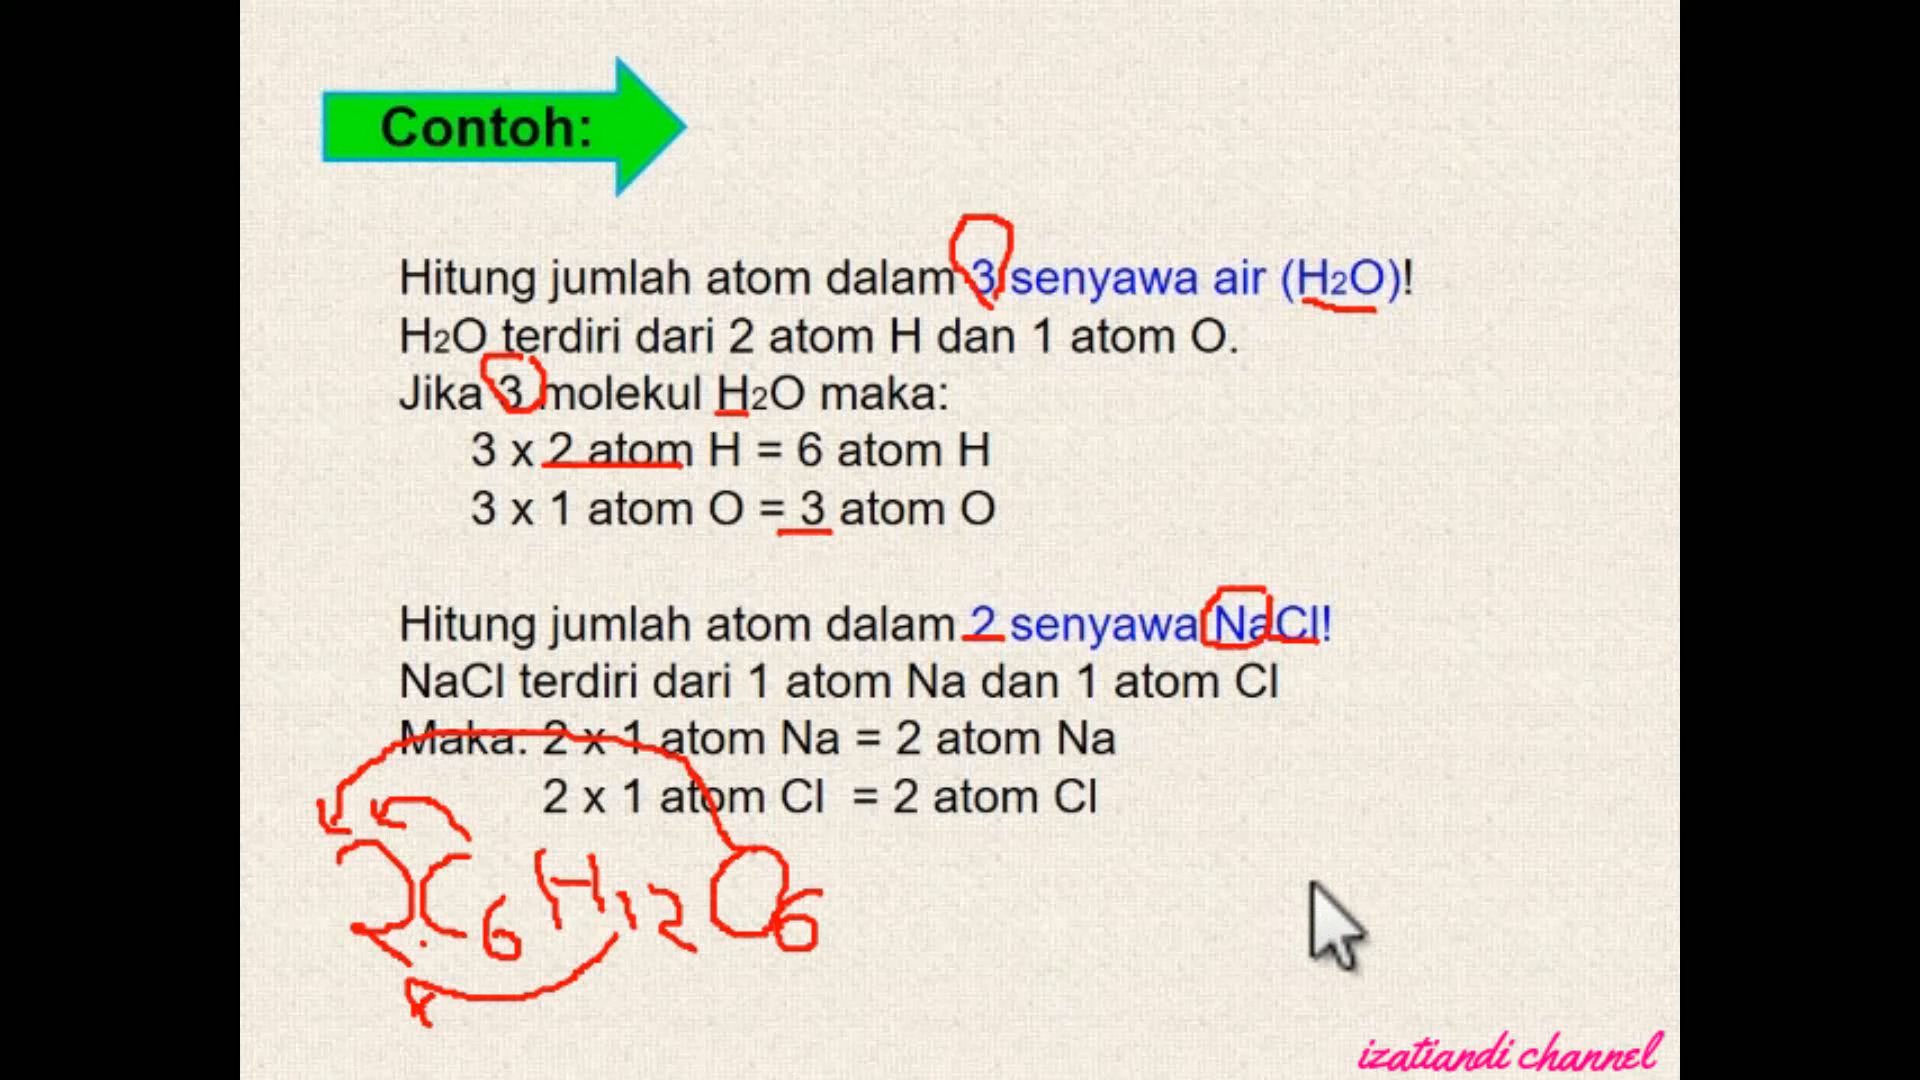 Contoh:
Hitung jumlah atom dalam 3 senyawa air (H2O)!
H2O terdiri dari 2 atom H dan 1 atom O.
Jika 3 molekul H2O maka:
3 x 2 atom H = 6 atom H
3 x 1 atom O = 3 atom O
Hitung jumlah atom dalam 2 senyawa NaCl!
NaCl terdiri dari 1 atom Na dan 1 atom Cl
Maka: 2 x 1 atom Na = 2 atom Na
2 x 1 atom Cl = 2 atom Cl
2C6H12O6
izatiandi channel